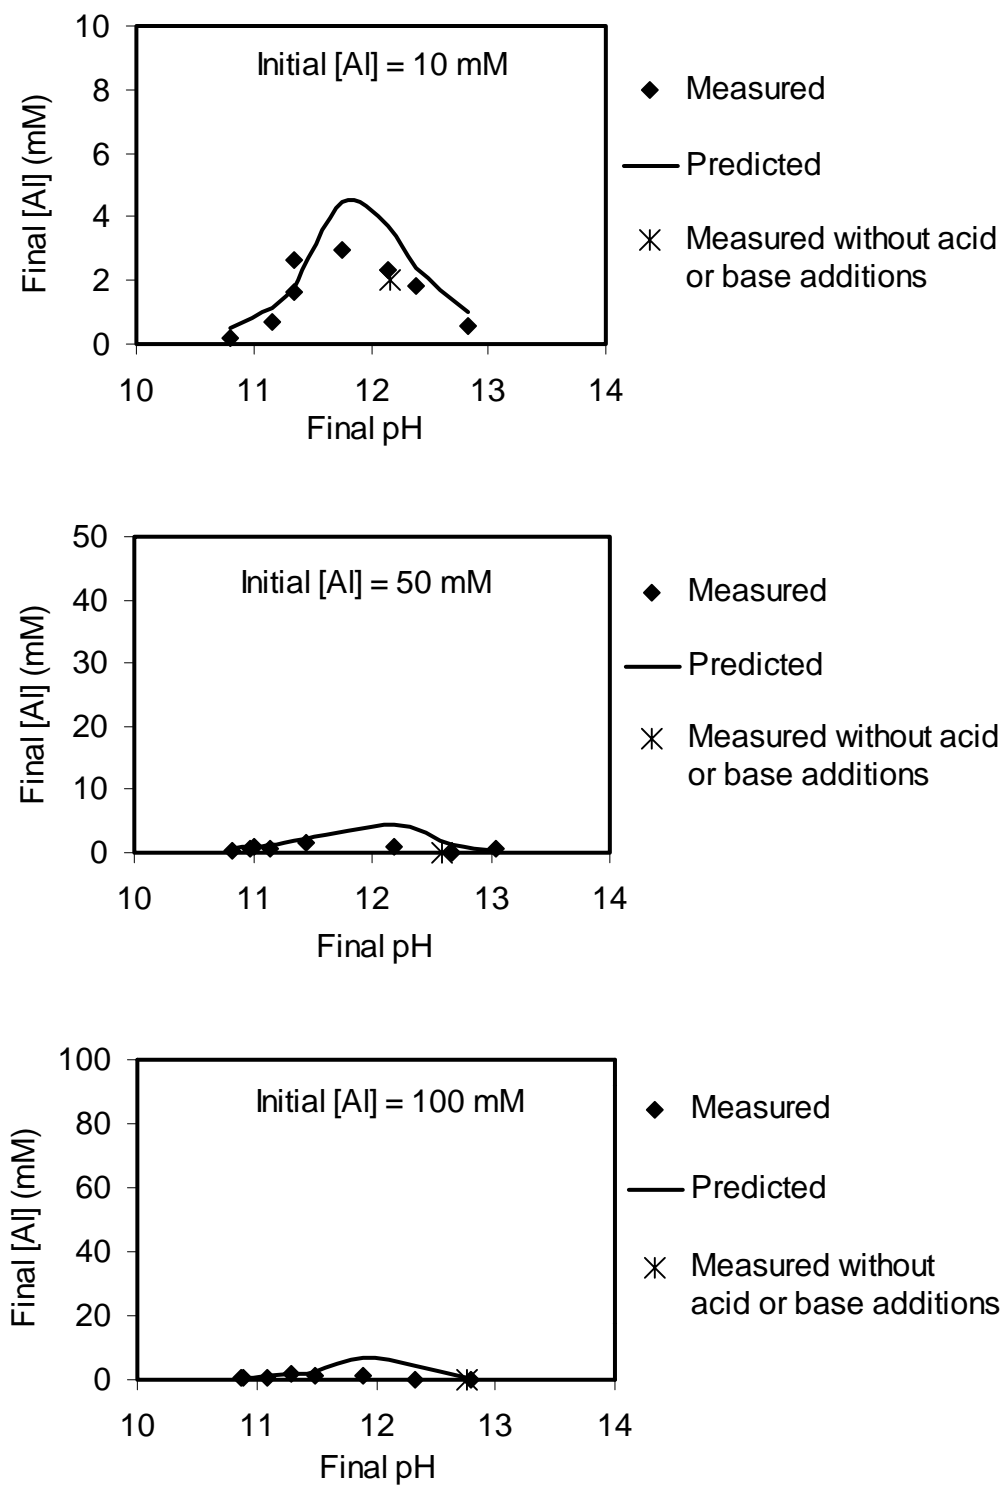 10
8
6
4
2
0
Final [Al] (mM)
Initial [Al] = 10 mM
10 11 12 13 14
Final pH
Measured
Predicted
Measured without acid
or base additions
50
40
30
20
10
0
Final [Al] (mM)
Initial [Al] = 50 mM
10 11 12 13 14
Final pH
Measured
Predicted
Measured without acid
or base additions
100
80
60
40
20
0
Final [Al] (mM)
Initial [Al] = 100 mM
10 11 12 13 14
Final pH
Measured
Predicted
Measured without
acid or base additions